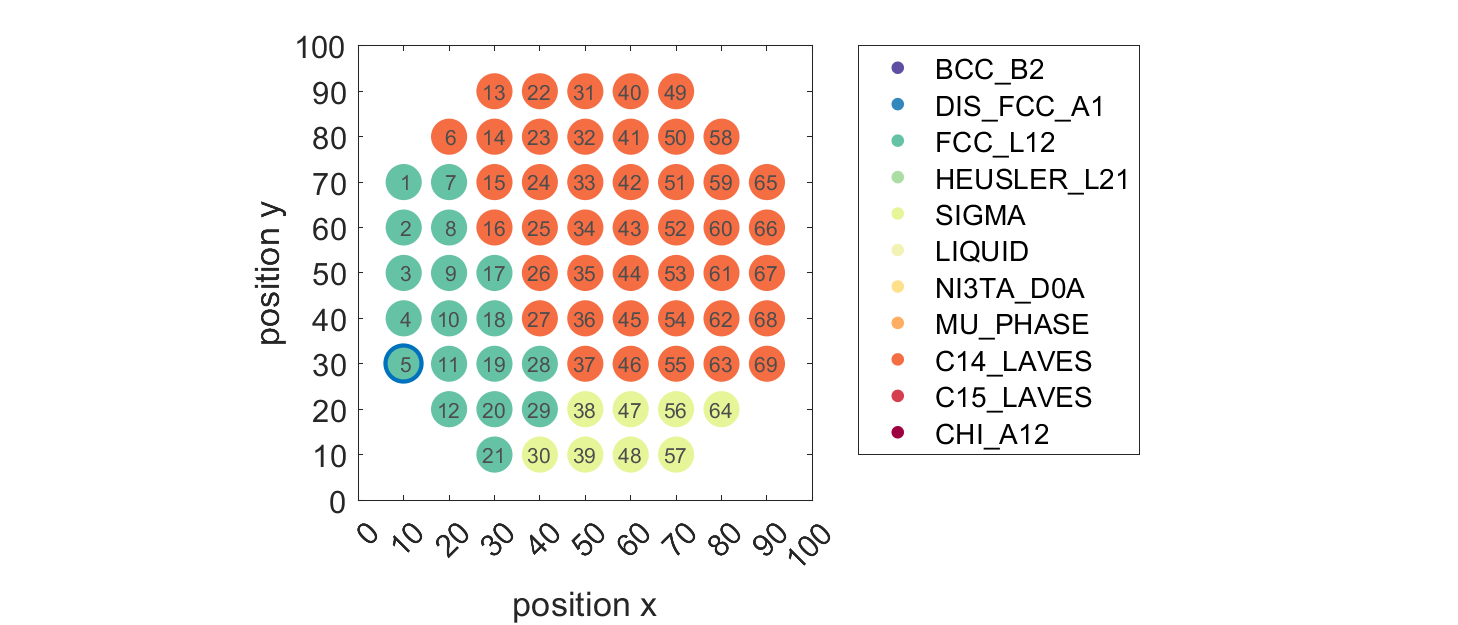 100
90
80
70
60
50
40
30
20
10
0
position y
13 22 31 40 49
6 14 23 32 41 50 58
1 7 15 24 33 42 51 59 65
2 8 16 25 34 43 52 60 66
3 9 17 26 35 44 53 61 67
4 10 18 27 36 45 54 62 68
5 11 19 28 37 46 55 63 69
12 20 29 38 47 56 64
21 30 39 48 57
0 10 20 30 40 50 60 70 80 90 100
position x
BCC_B2
DIS_FCC_A1
FCC_L12
HEUSLER_L21
SIGMA
LIQUID
NI3TA_D0A
MU_PHASE
C14_LAVES
C15_LAVES
CHI_A12